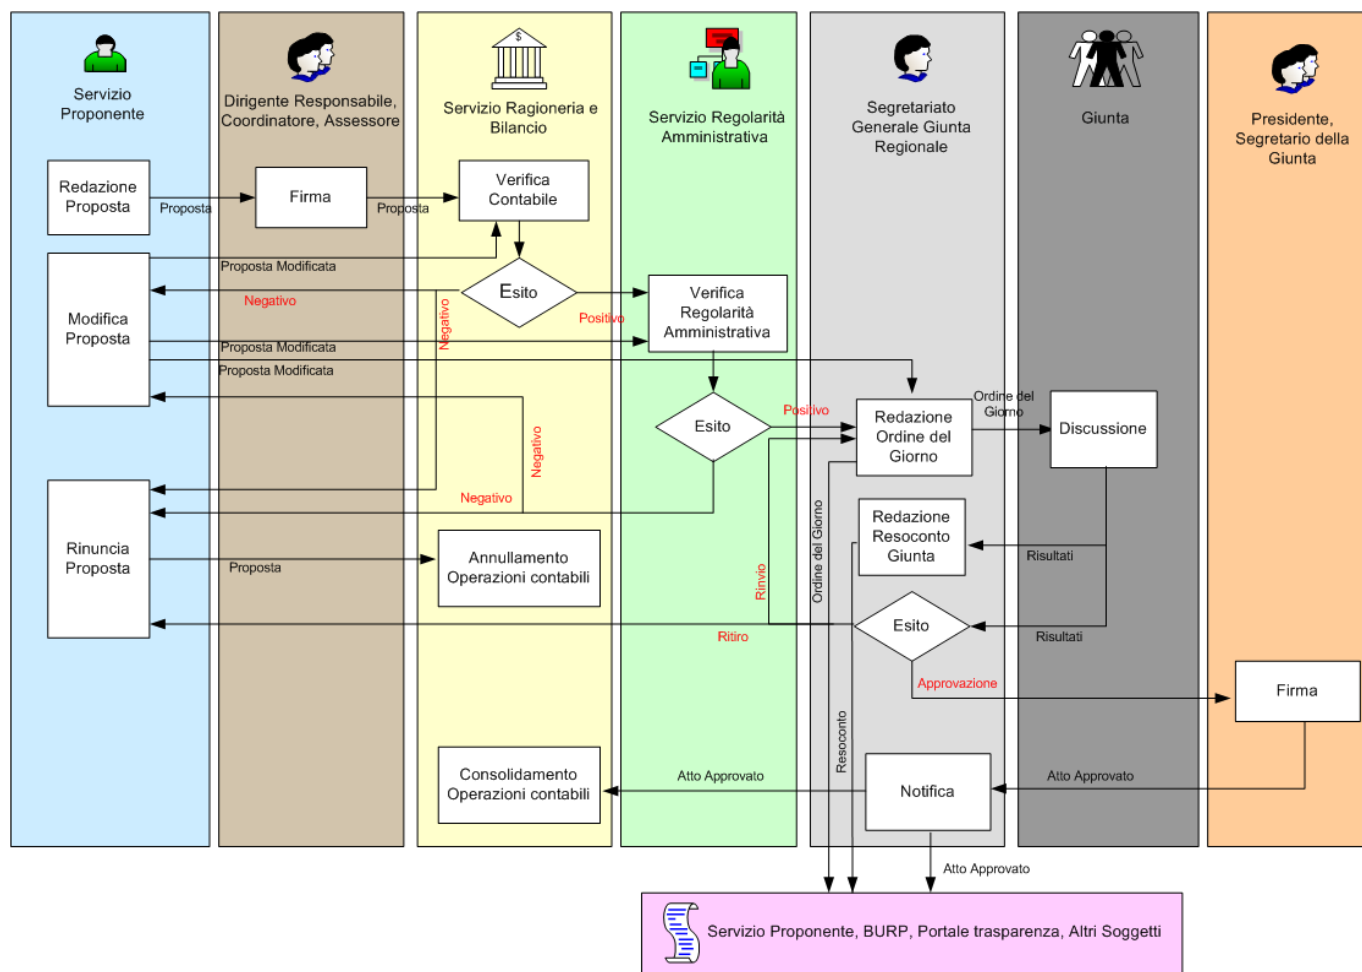 Servizio
Proponente
Dirigente Responsabile,
Coordinatore, Assessore
$
Servizio Ragioneria e
Bilancio
Servizio Regolarità
Amministrativa
Segretariato
Generale Giunta
Regionale
Giunta
Presidente,
Segretario della
Giunta
Redazione
Proposta
Proposta
Firma
Proposta
Verifica
Contabile
Proposta Modificata
Negativo
Negativo
Esito
Positivo
Modifica
Proposta
Verifica
Regolarità
Amministrativa
Proposta Modificata
Proposta Modificata
Esito
Positivo
Redazione
Ordine del
Giorno
Ordine del
Giorno
Discussione
Negativo
Negativo
Rinuncia
Proposta
Proposta
Annullamento
Operazioni contabili
Rinvio
Ordine del Giorno
Redazione
Resoconto
Giunta
Risultati
Ritiro
Esito
Risultati
Approvazione
Firma
Resoconto
Consolidamento
Operazioni contabili
Atto Approvato
Notifica
Atto Approvato
Atto Approvato
Servizio Proponente, BURP, Portale trasparenza, Altri Soggetti